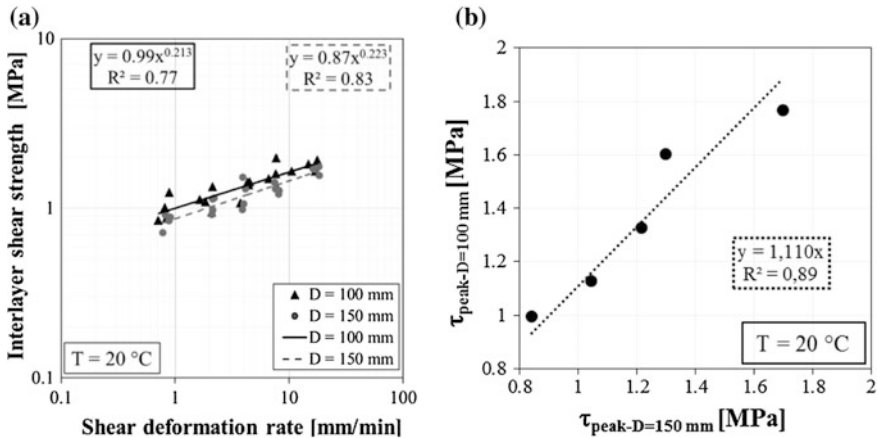 (a)
10
1
0.1
Interlayer shear strength [MPa]
y = 0.99x^0.213
R² = 0.77
y = 0.87x^0.223
R² = 0.83
D = 100 mm
D = 150 mm
D = 100 mm
D = 150 mm
T = 20 °C
0.1 1 10 100
Shear deformation rate [mm/min]
(b)
2
1.8
1.6
1.4
1.2
1
0.8
τpeak-D=100 mm [MPa]
y = 1,110x
R² = 0,89
T = 20 °C
0.8 1 1.2 1.4 1.6 1.8 2
τpeak-D=150 mm [MPa]